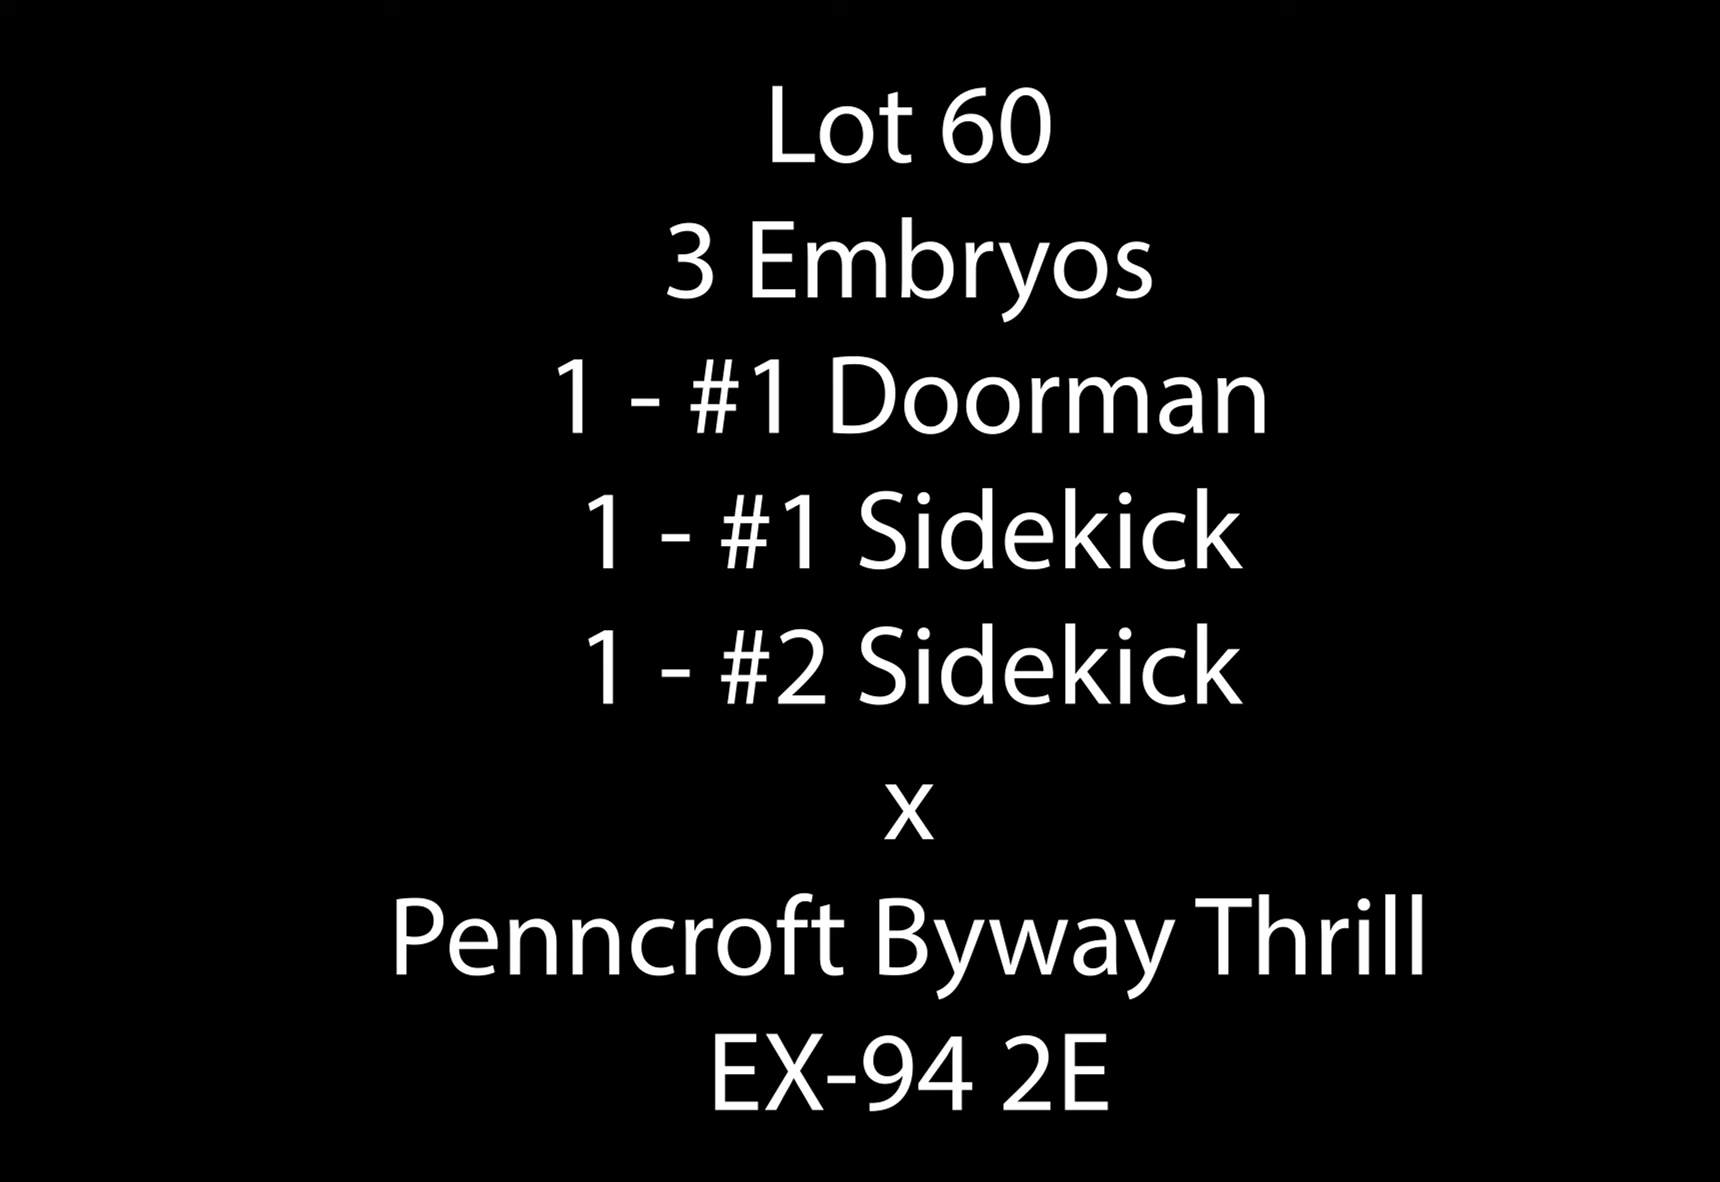 Lot 60
3 Embryos
1 - #1 Doorman
1 - #1 Sidekick
1 - #2 Sidekick
x
Penncroft Byway Thrill
EX-94 2E